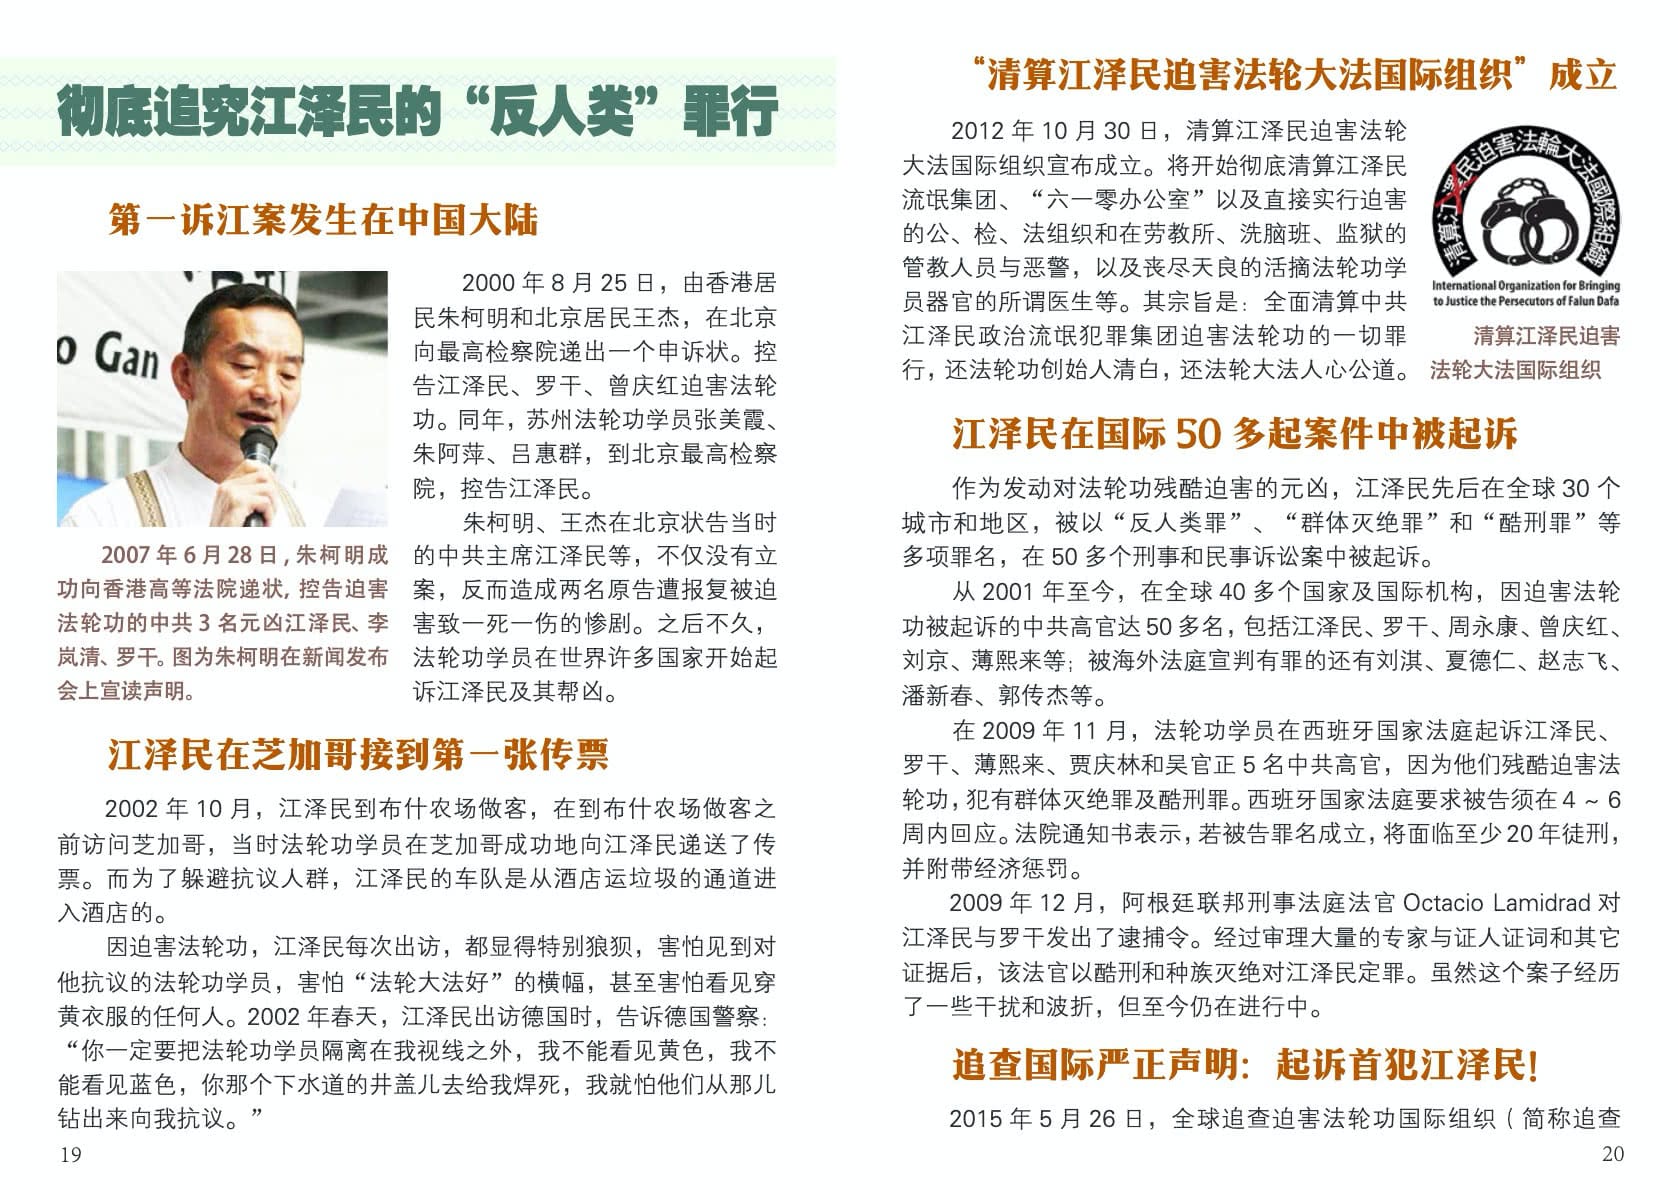 彻底追究江泽民的“反人类”罪行
第一诉江案发生在中国大陆
o Gan
2007 年 6 月 28 日，朱柯明成
功向香港高等法院递状，控告迫害
法轮功的中共 3 名元凶江泽民、李
岚清、罗干。图为朱柯明在新闻发布
会上宣读声明。
2000 年 8 月 25 日，由香港居
民朱柯明和北京居民王杰，在北京
向最高检察院递出一个申诉状。控
告江泽民、罗干、曾庆红迫害法轮
功。同年，苏州法轮功学员张美霞、
朱阿萍、吕惠群，到北京最高检察
院，控告江泽民。
朱柯明、王杰在北京状告当时
的中共主席江泽民等，不仅没有立
案，反而造成两名原告遭报复被迫
害致一死一伤的惨剧。之后不久，
法轮功学员在世界许多国家开始起
诉江泽民及其帮凶。
江泽民在芝加哥接到第一张传票
2002 年 10 月，江泽民到布什农场做客，在到布什农场做客之
前访问芝加哥，当时法轮功学员在芝加哥成功地向江泽民递送了传
票。而为了躲避抗议人群，江泽民的车队是从酒店运垃圾的通道进
入酒店的。
因迫害法轮功，江泽民每次出访，都显得特别狼狈，害怕见到对
他抗议的法轮功学员，害怕“法轮大法好”的横幅，甚至害怕看见穿
黄衣服的任何人。2002 年春天，江泽民出访德国时，告诉德国警察：
“你一定要把法轮功学员隔离在我视线之外，我不能看见黄色，我不
能看见蓝色，你那个下水道的井盖儿去给我焊死，我就怕他们从那儿
钻出来向我抗议。”
19
“清算江泽民迫害法轮大法国际组织”成立
2012 年 10 月 30 日，清算江泽民迫害法轮
大法国际组织宣布成立。将开始彻底清算江泽民
流氓集团、“六一零办公室”以及直接实行迫害
的公、检、法组织和在劳教所、洗脑班、监狱的
管教人员与恶警，以及丧尽天良的活摘法轮功学
员器官的所谓医生等。其宗旨是：全面清算中共
江泽民政治流氓犯罪集团迫害法轮功的一切罪
行，还法轮功创始人清白，还法轮大法人心公道。
清算江澤民迫害法輪大法國際組織
International Organization for Bringing
to Justice the Persecutors of Falun Dafa
清算江泽民迫害
法轮大法国际组织
江泽民在国际 50 多起案件中被起诉
作为发动对法轮功残酷迫害的元凶，江泽民先后在全球 30 个
城市和地区，被以“反人类罪”、“群体灭绝罪”和“酷刑罪”等
多项罪名，在 50 多个刑事和民事诉讼案中被起诉。
从 2001 年至今，在全球 40 多个国家及国际机构，因迫害法轮
功被起诉的中共高官达 50 多名，包括江泽民、罗干、周永康、曾庆红、
刘京、薄熙来等；被海外法庭宣判有罪的还有刘淇、夏德仁、赵志飞、
潘新春、郭传杰等。
在 2009 年 11 月，法轮功学员在西班牙国家法庭起诉江泽民、
罗干、薄熙来、贾庆林和吴官正 5 名中共高官，因为他们残酷迫害法
轮功，犯有群体灭绝罪及酷刑罪。西班牙国家法庭要求被告须在 4 ~ 6
周内回应。法院通知书表示，若被告罪名成立，将面临至少 20 年徒刑，
并附带经济惩罚。
2009 年 12 月，阿根廷联邦刑事法庭法官 Octacio Lamidrad 对
江泽民与罗干发出了逮捕令。经过审理大量的专家与证人证词和其它
证据后，该法官以酷刑和种族灭绝对江泽民定罪。虽然这个案子经历
了一些干扰和波折，但至今仍在进行中。
追查国际严正声明：起诉首犯江泽民！
2015 年 5 月 26 日，全球追查迫害法轮功国际组织（简称追查
20